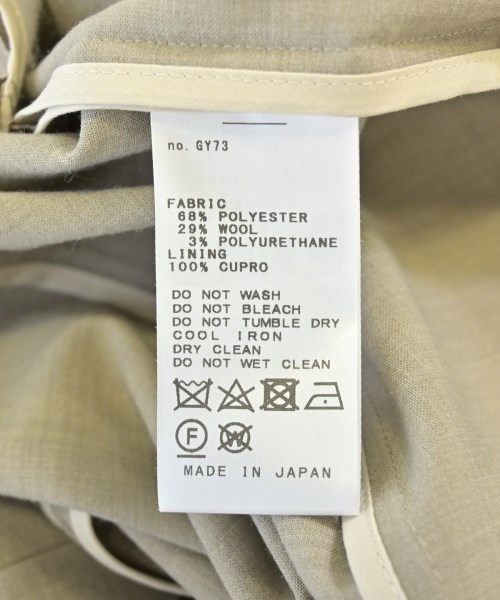 no. GY73
FABRIC
68% POLYESTER
29% WOOL
3% POLYURETHANE
LINING
100% CUPRO
DO NOT WASH
DO NOT BLEACH
DO NOT TUMBLE DRY
COOL IRON
DRY CLEAN
DO NOT WET CLEAN
F W
MADE IN JAPAN